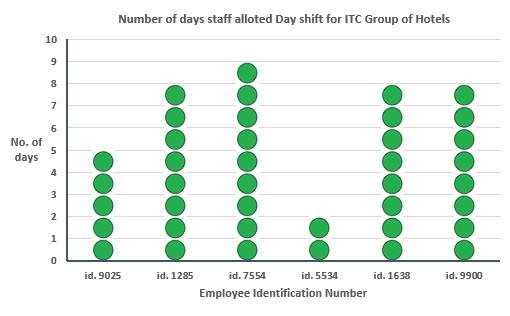 Number of days staff alloted Day shift for ITC Group of Hotels
10
9
8
7
6
5
4
3
2
1
0
No. of
days
id. 9025 id. 1285 id. 7554 id. 5534 id. 1638 id. 9900
Employee Identification Number